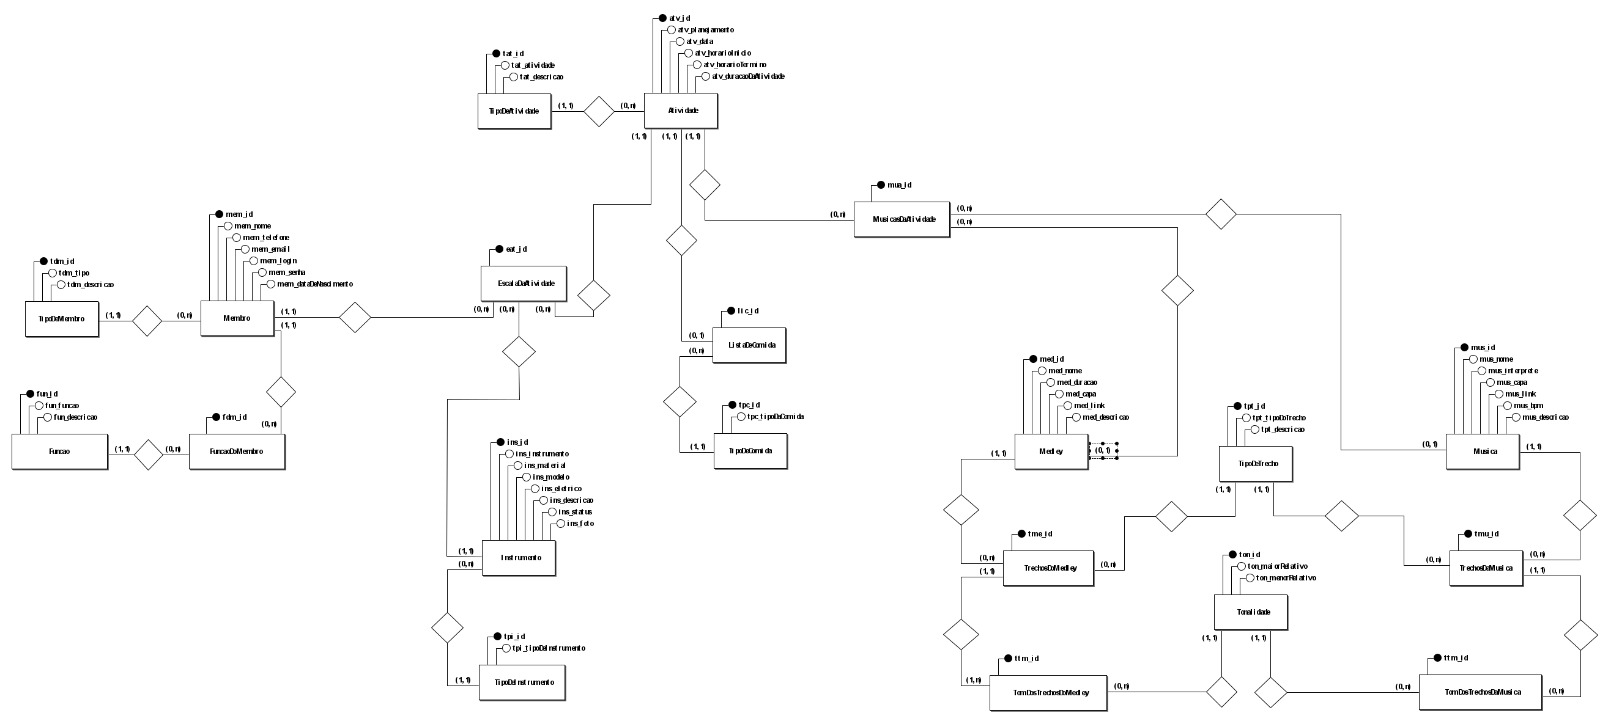 atv_id
atv_planejamento
atv_data
atv_horarioInicio
atv_horarioTermino
atv_duracaoDaAtividade
tat_id
tat_atividade
tat_descricao
TipoDeAtividade
(1, 1)
(0, n)
Atividade
(1, 1)
(1, 1)
(1, 1)
mua_id
MusicasDaAtividade
(0, n)
(0, n)
(0, n)
mem_id
mem_nome
mem_telefone
mem_email
mem_login
mem_senha
mem_dataDeNascimento
tdm_id
tdm_tipo
tdm_descricao
TipoDeMembro
(1, 1)
(0, n)
Membro
(1, 1)
(1, 1)
eat_id
EscalaDaAtividade
(0, n)
(0, n)
(0, n)
lic_id
ListaDeComida
(0, 1)
(0, n)
tpc_id
tpc_tipoDaComida
TipoDaComida
(1, 1)
fun_id
fun_funcao
fun_descricao
Funcao
(1, 1)
(0, n)
fdm_id
FuncaoDoMembro
(0, n)
ins_id
ins_instrumento
ins_material
ins_modelo
ins_eletrico
ins_descricao
ins_status
ins_foto
Instrumento
(1, 1)
(0, n)
tpi_id
tpi_tipoDeInstrumento
TipoDeInstrumento
(1, 1)
med_id
med_nome
med_duracao
med_capa
med_link
med_descricao
Medley
(0, 1)
(1, 1)
tpt_id
tpt_tipoDoTrecho
tpt_descricao
TipoDeTrecho
(1, 1)
(1, 1)
mus_id
mus_nome
mus_interprete
mus_capa
mus_link
mus_bpm
mus_descricao
Musica
(0, 1)
(1, 1)
tme_id
TrechosDoMedley
(0, n)
(0, n)
(1, 1)
tmu_id
TrechosDaMusica
(0, n)
(0, n)
(1, 1)
ton_id
ton_maiorRelativo
ton_menorRelativo
Tonalidade
(1, 1)
(1, 1)
ttm_id
TomDosTrechosDoMedley
(1, n)
(0, n)
ttm_id
TomDosTrechosDaMusica
(0, n)
(0, n)